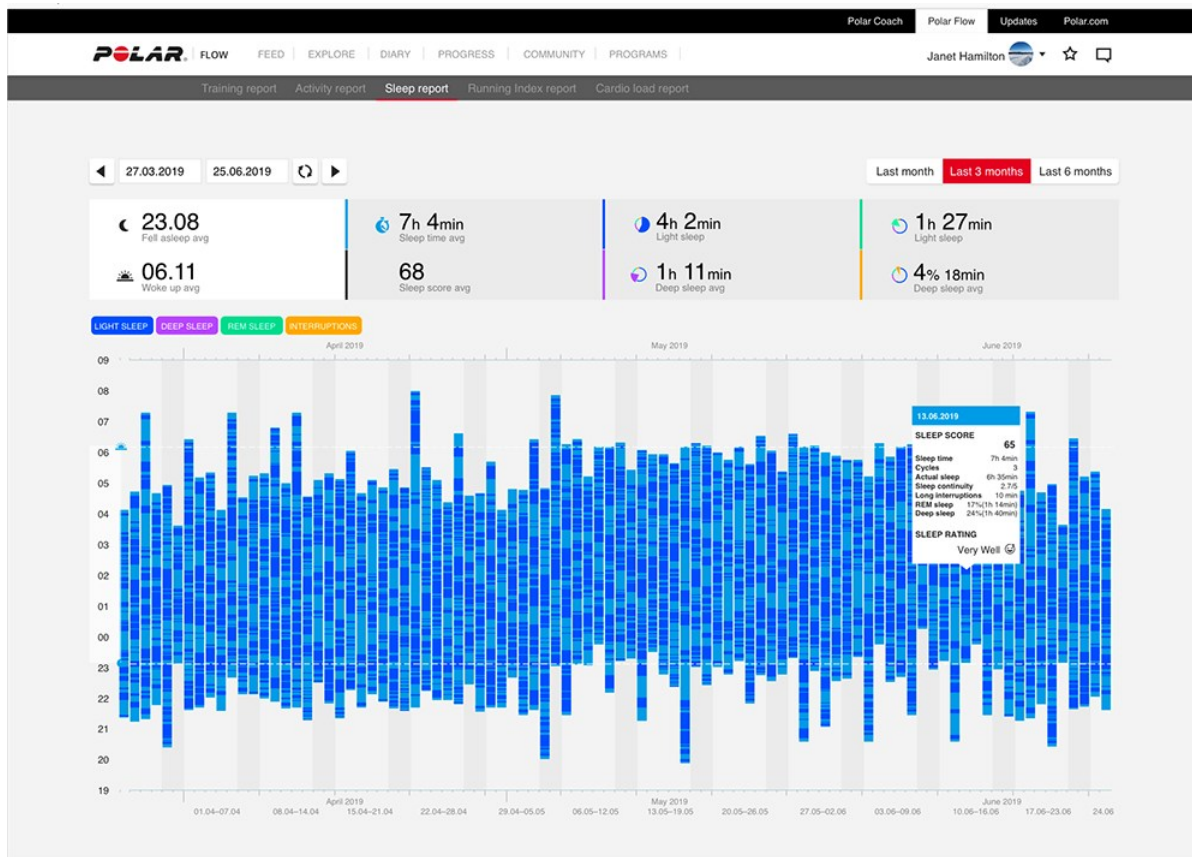 Polar Coach Polar Flow Updates Polar.com
POLAR. FLOW FEED EXPLORE DIARY PROGRESS COMMUNITY PROGRAMS Janet Hamilton
Training report Activity report Sleep report Running Index report Cardio load report
27.03.2019 25.06.2019 Last month Last 3 months Last 6 months
23.08 7h 4min 4h 2min 1h 27min
Fell asleep avg Sleep time avg Light sleep Light sleep
06.11 68 1h 11min 4% 18min
Woke up avg Sleep score avg Deep sleep avg Deep sleep avg
LIGHT SLEEP DEEP SLEEP REM SLEEP INTERRUPTIONS
April 2019 May 2019 June 2019
09
08
07
06
05
04
03
02
01
00
23
22
21
20
19
13.06.2019
SLEEP SCORE
65
Sleep time 7h 4min
Cycles 3
Actual sleep 6h 35min
Sleep continuity 2.7/5
Long interruptions 10 min
REM sleep 17%(1h 14min)
Deep sleep 24%(1h 40min)
SLEEP RATING
Very Well
April 2019 May 2019 June 2019
01.04–07.04 08.04–14.04 15.04–21.04 22.04–28.04 29.04–05.05 06.05–12.05 13.05–19.05 20.05–26.05 27.05–02.06 03.06–09.06 10.06–16.06 17.06–23.06 24.06